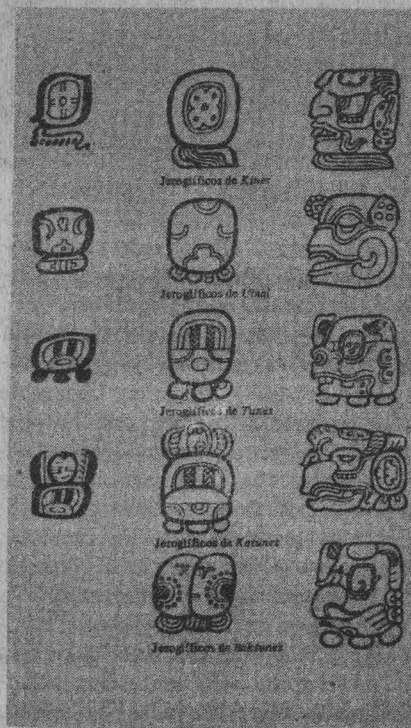 Jeroglíficos de Kines
Jeroglíficos de Uinal
Jeroglíficos de Tunes
Jeroglíficos de Katunes
Jeroglíficos de Baktunes